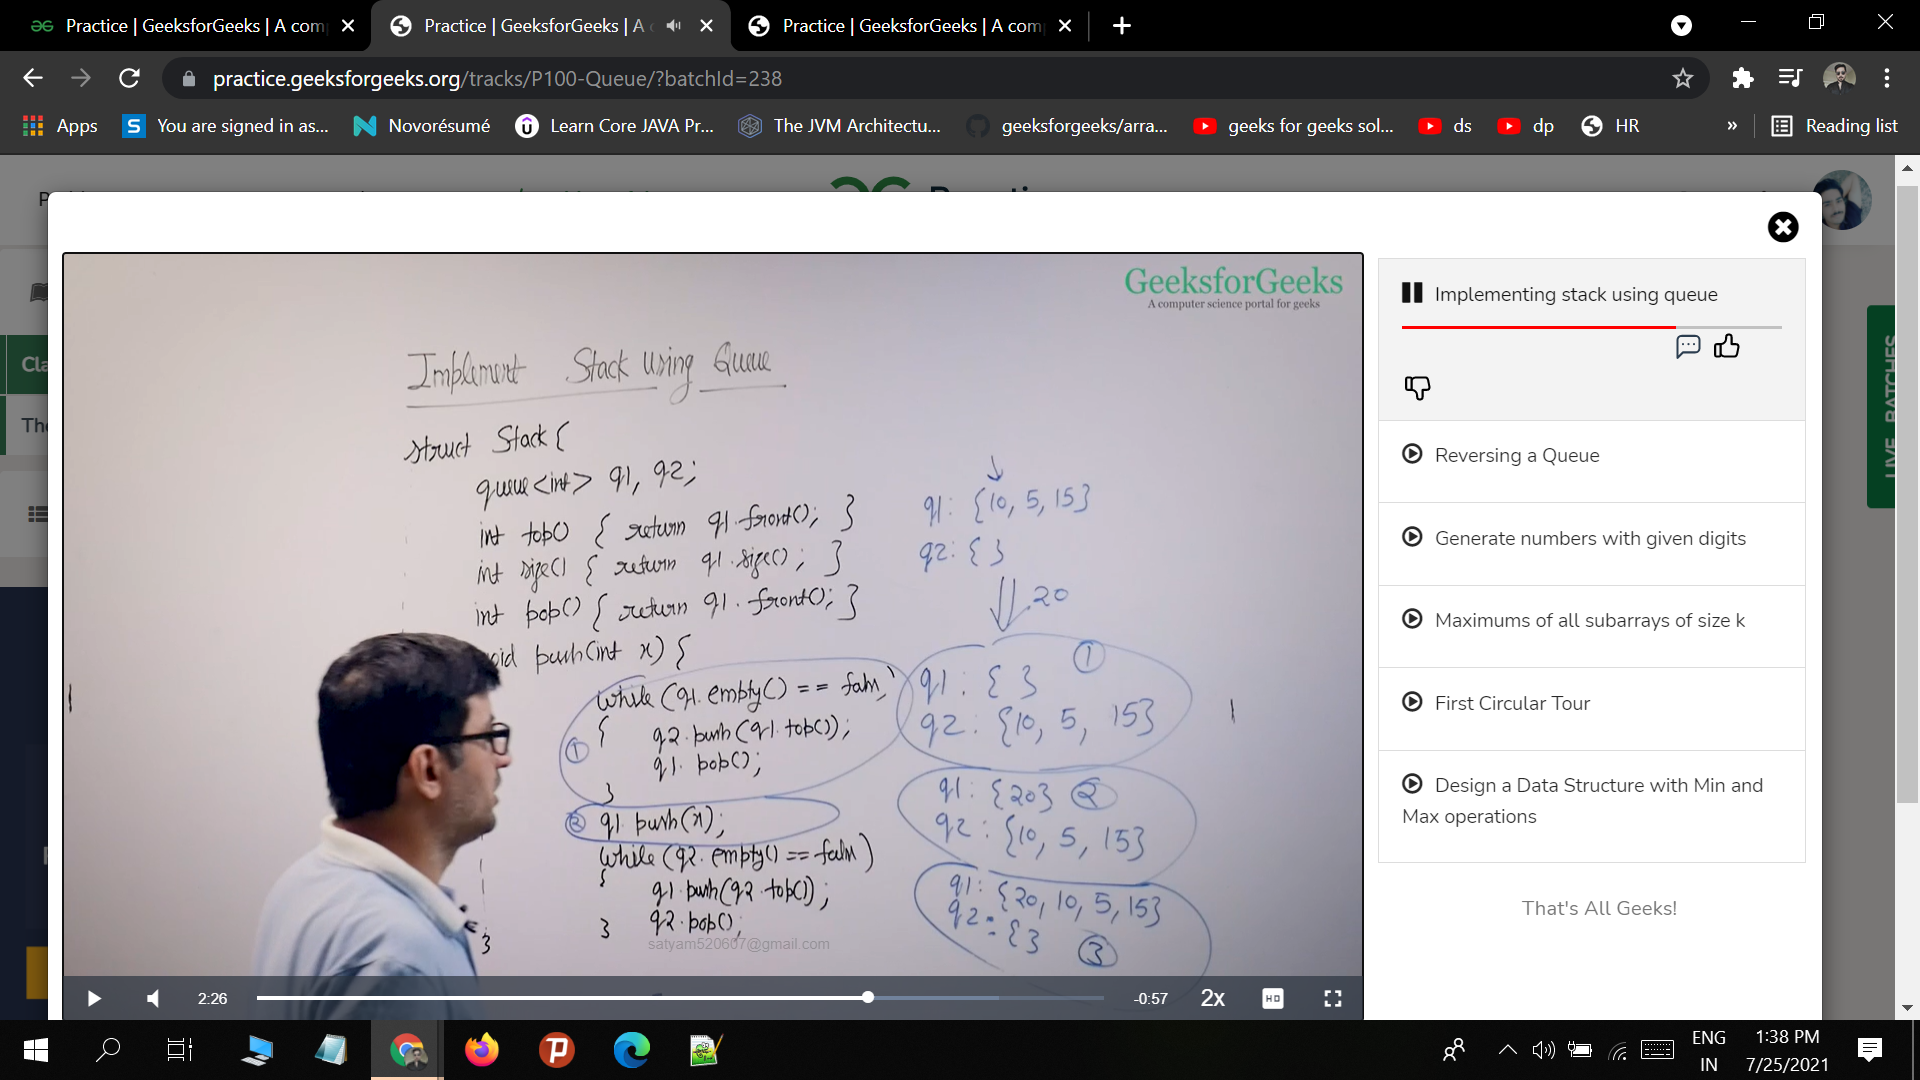 Practice | GeeksforGeeks | A com
Practice | GeeksforGeeks | A c
Practice | GeeksforGeeks | A com
practice.geeksforgeeks.org/tracks/P100-Queue/?batchId=238
Apps
S You are signed in as...
Novorésumé
Learn Core JAVA Pr...
The JVM Architectu...
geeksforgeeks/arra...
geeks for geeks sol...
ds
dp
HR
»
Reading list
GeeksforGeeks
A computer science portal for geeks
Implement Stack Using Queue
struct Stack {
queue<int> q1, q2;
int top() { return q1.front(); }
int size() { return q1.size(); }
int pop() { return q1.front(); }
void push(int x) {
while (q1.empty() == false)
{ q2.push(q1.top());
① q1.pop();
}
② q1.push(x);
while (q2.empty() == false)
{ q1.push(q2.top());
} q2.pop();
}
q1: {10, 5, 15}
q2: { }
20
①
q1: { }
q2: {10, 5, 15}
q1: {20} ②
q2: {10, 5, 15}
q1: {20, 10, 5, 15}
q2: { } ③
satyam520607@gmail.com
2:26
-0:57
2x
HD
Implementing stack using queue
Reversing a Queue
Generate numbers with given digits
Maximums of all subarrays of size k
First Circular Tour
Design a Data Structure with Min and
Max operations
That's All Geeks!
LIVE BATCHES
Cla
The
ENG
IN
1:38 PM
7/25/2021